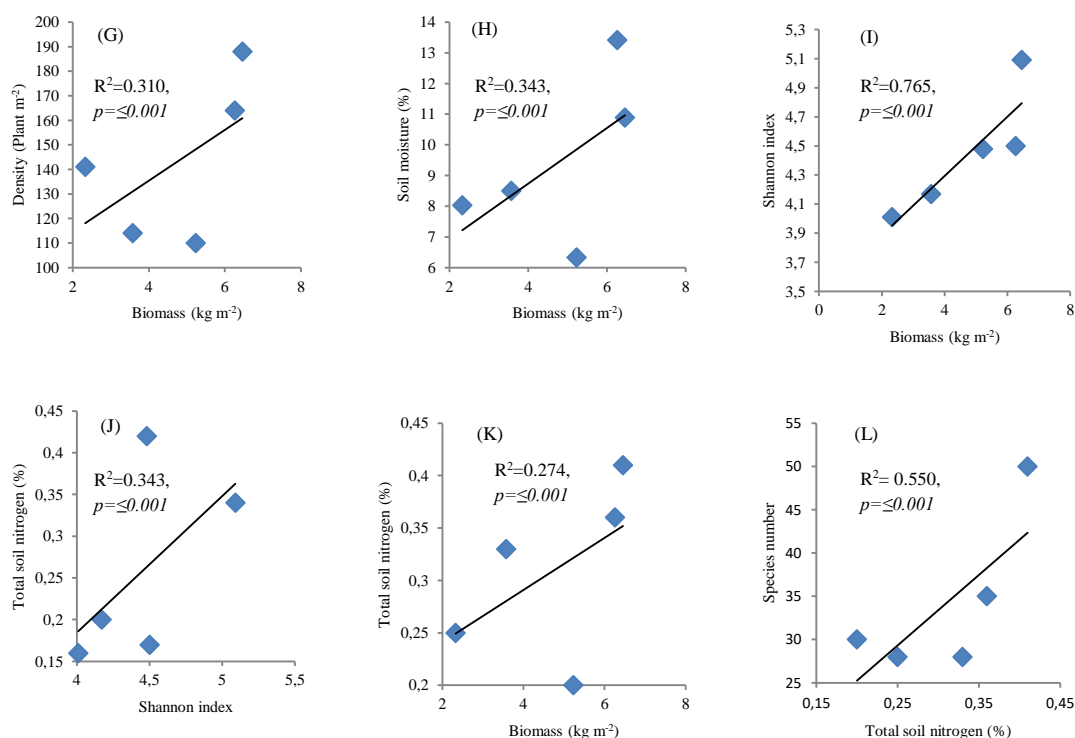 (G)
R²=0.310,
p=≤0.001
200
190
180
170
160
150
140
130
120
110
100
2 4 6 8
Density (Plant m⁻²)
Biomass (kg m⁻²)
(H)
R²=0.343,
p=≤0.001
14
13
12
11
10
9
8
7
6
2 4 6 8
Soil moisture (%)
Biomass (kg m⁻²)
(I)
R²=0.765,
p=≤0.001
5,3
5,1
4,9
4,7
4,5
4,3
4,1
3,9
3,7
3,5
0 2 4 6 8
Shannon index
Biomass (kg m⁻²)
(J)
R²=0.343,
p=≤0.001
0,45
0,4
0,35
0,3
0,25
0,2
0,15
4 4,5 5 5,5
Total soil nitrogen (%)
Shannon index
(K)
R²=0.274,
p=≤0.001
0,45
0,4
0,35
0,3
0,25
0,2
2 4 6 8
Total soil nitrogen (%)
Biomass (kg m⁻²)
(L)
R²= 0.550,
p=≤0.001
55
50
45
40
35
30
25
0,15 0,25 0,35 0,45
Species number
Total soil nitrogen (%)